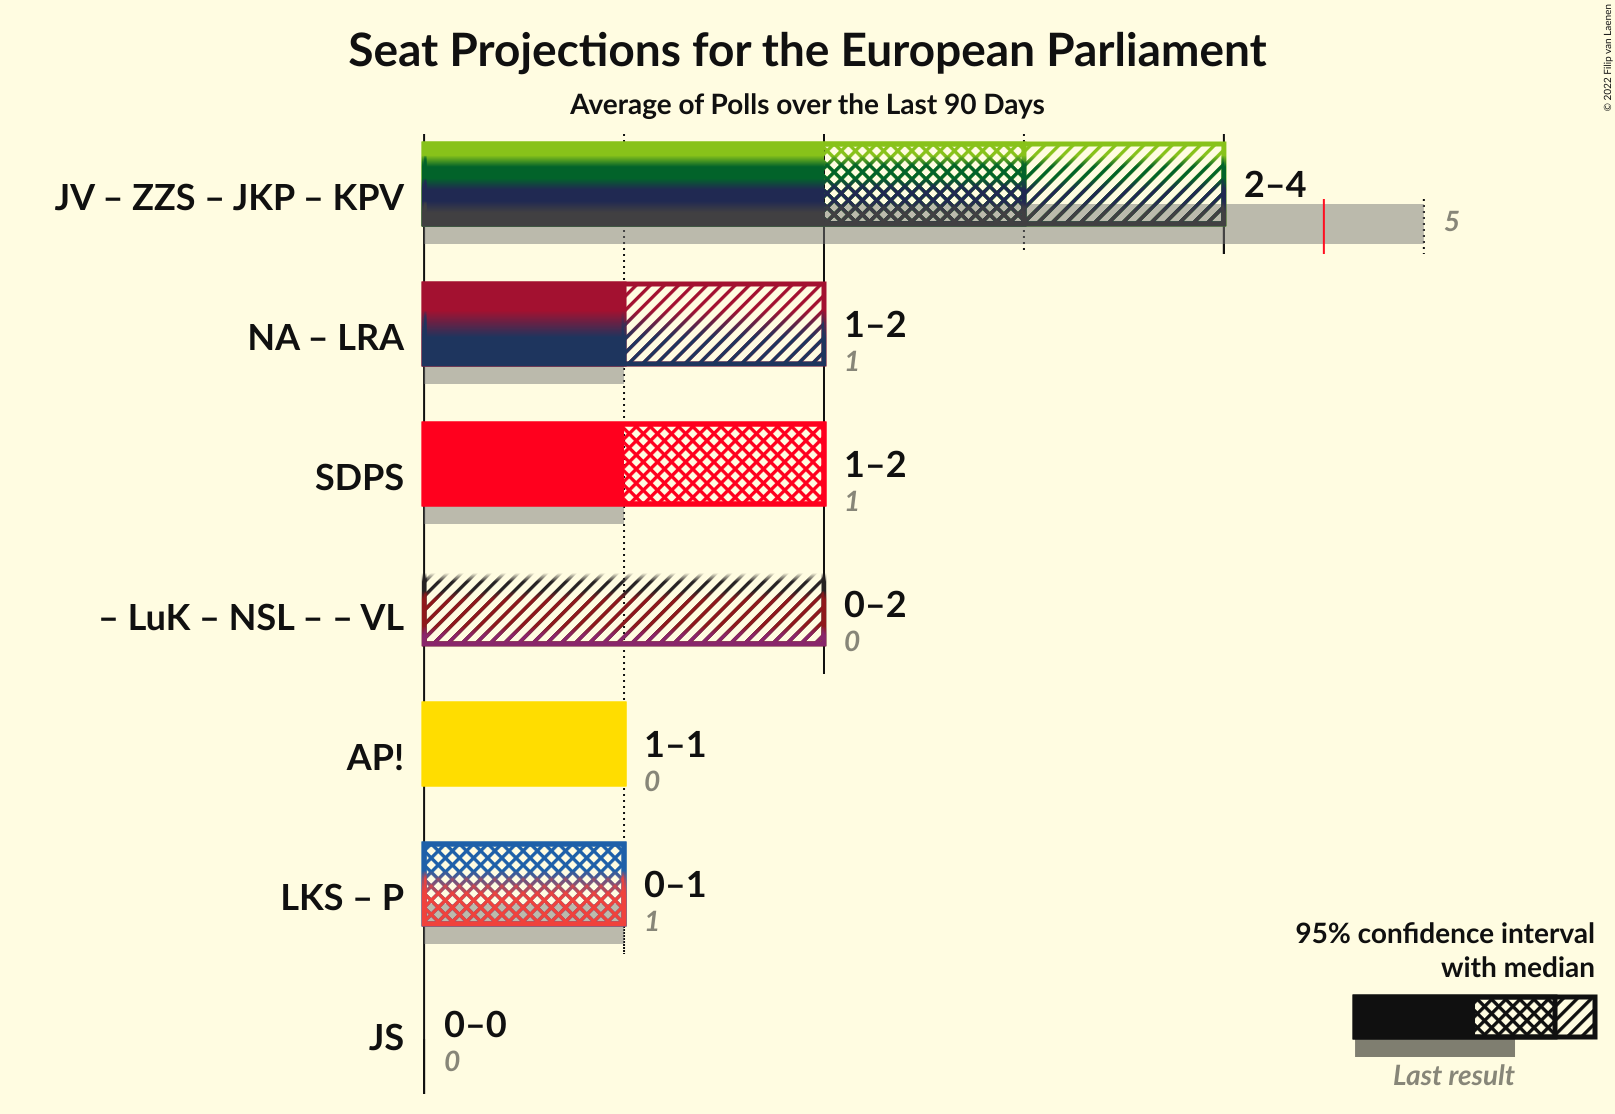 Seat Projections for the European Parliament
Average of Polls over the Last 90 Days
© 2022 Filip van Laenen
JV – ZZS – JKP – KPV
2–4
5
NA – LRA
1–2
1
SDPS
1–2
1
– LuK – NSL – – VL
0–2
0
AP!
1–1
0
LKS – P
0–1
1
JS
0–0
0
95% confidence interval
with median
Last result